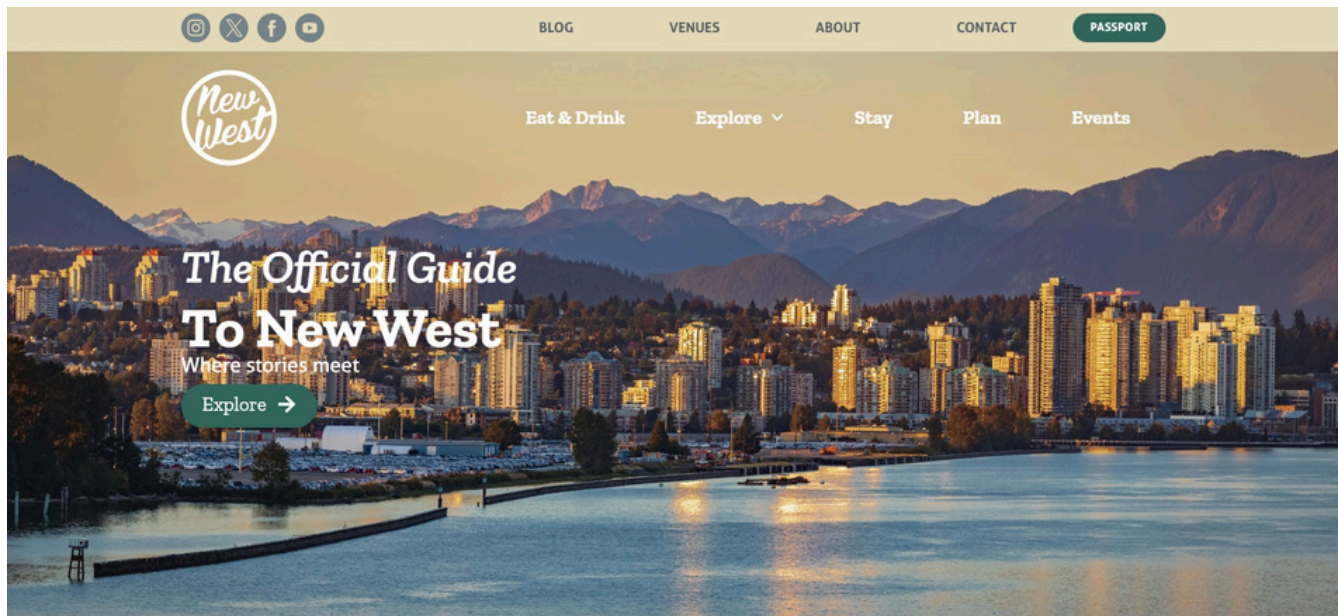 BLOG VENUES ABOUT CONTACT PASSPORT
New
West
Eat & Drink Explore Stay Plan Events
The Official Guide
To New West
Where stories meet
Explore